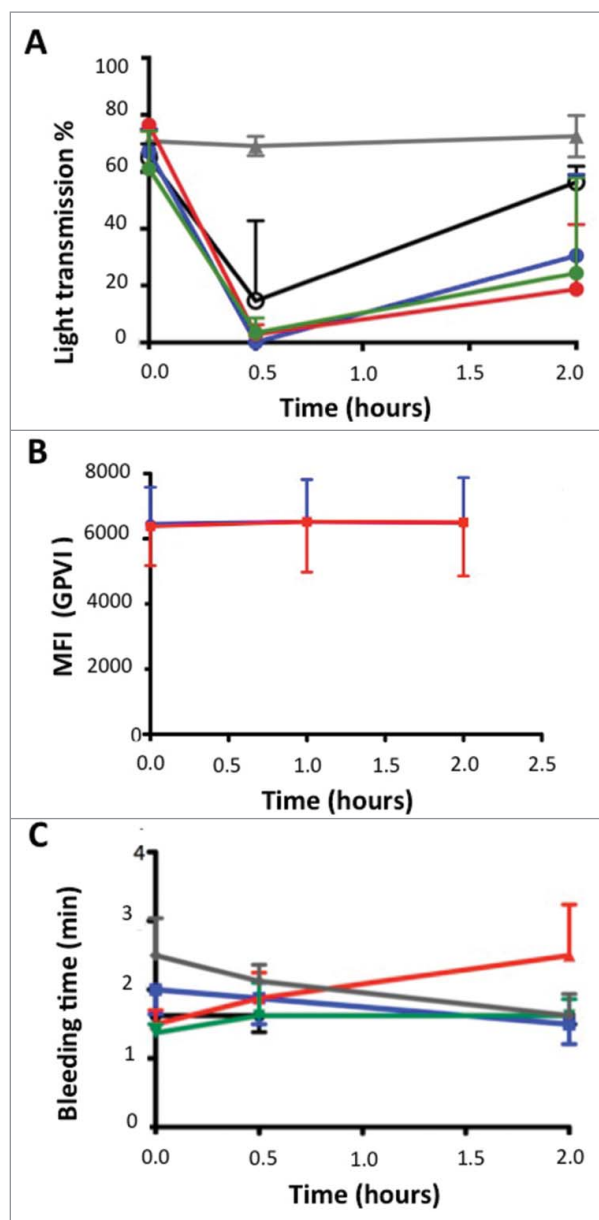 A
100
80
60
40
20
0
Light transmission %
0.0 0.5 1.0 1.5 2.0
Time (hours)
B
8000
6000
4000
2000
0
MFI (GPVI )
0.0 0.5 1.0 1.5 2.0 2.5
Time (hours)
C
4
3
2
1
0
Bleeding time (min)
0.0 0.5 1.0 2.0
Time (hours)